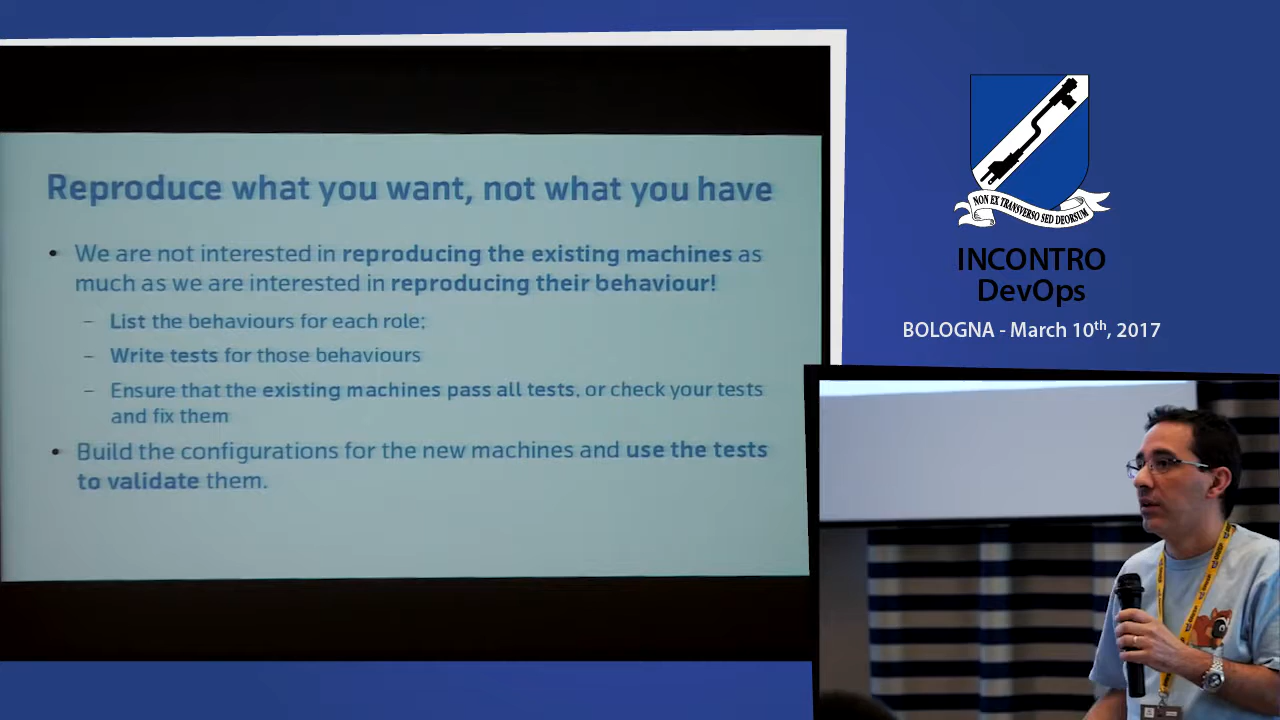 Reproduce what you want, not what you have
• We are not interested in reproducing the existing machines as
much as we are interested in reproducing their behaviour!
– List the behaviours for each role;
– Write tests for those behaviours
– Ensure that the existing machines pass all tests, or check your tests
and fix them
• Build the configurations for the new machines and use the tests
to validate them.
NON EX TRANSVERSO SED DEORSUM
INCONTRO
DevOps
BOLOGNA - March 10th, 2017